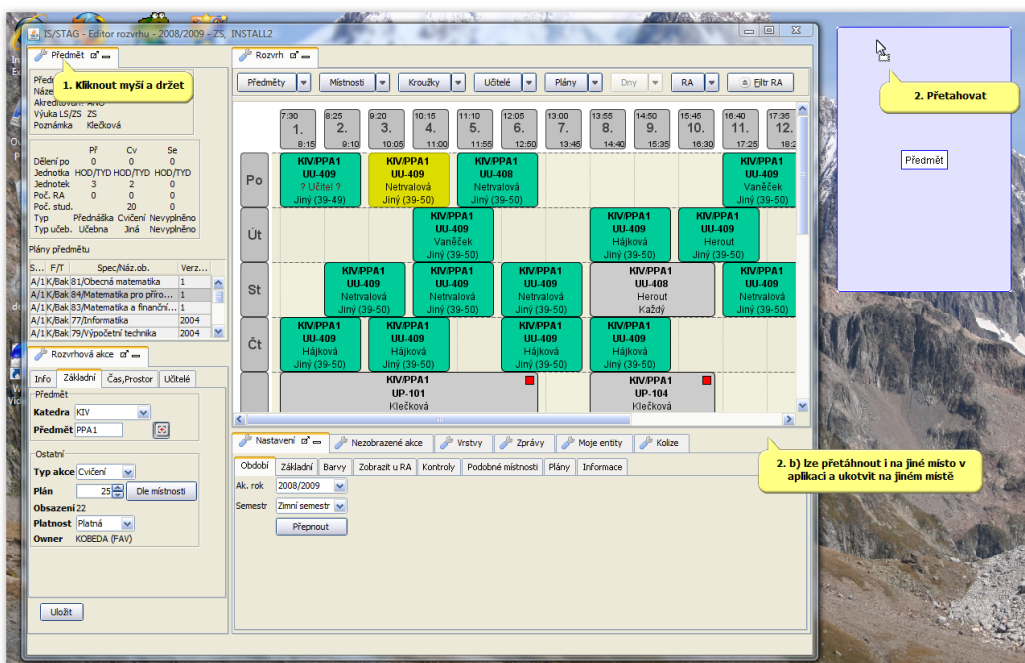 IS/STAG - Editor rozvrhu - 2008/2009 - ZS, INSTALL2
Předmět
Rozvrh
1. Kliknout myší a držet
2. Přetahovat
Předmět
Výuka LS/ZS ZS
Poznámka Klečková
Př Cv Se
Dělení po 0 0 0
Jednotka HOD/TYD HOD/TYD HOD/TYD
Jednotek 3 2 0
Poč. RA 0 0 0
Poč. stud. 20 0
Typ Přednáška Cvičení Nevyplněno
Typ učeb. Učebna Jiná Nevyplněno
Plány předmětu
S... F/T Spec/Náz.ob. Verz...
A/1 K/Bak 81/Obecná matematika 1
A/1 K/Bak 84/Matematika pro příro... 1
A/1 K/Bak 83/Matematika a finanční... 1
A/1 K/Bak 77/Informatika 2004
A/1 K/Bak 79/Výpočetní technika 2004
Rozvrhová akce
Info Základní Čas,Prostor Učitelé
Předmět
Katedra KIV
Předmět PPA1
Ostatní
Typ akce Cvičení
Plán 25 Dle místnosti
Obsazení 22
Platnost Platná
Owner KOBEDA (FAV)
Uložit
Předměty Místnosti Kroužky Učitelé Plány Dny RA Filtr RA
7:30 8:25 9:20 10:15 11:10 12:05 13:00 13:55 14:50 15:45 16:40 17:35
1. 2. 3. 4. 5. 6. 7. 8. 9. 10. 11. 12.
8:15 9:10 10:05 11:00 11:55 12:50 13:45 14:40 15:35 16:30 17:25 18:2
Po
KIV/PPA1 KIV/PPA1 KIV/PPA1 KIV/PPA1
UU-409 UU-409 UU-408 UU-409
? Učitel ? Netrvalová Netrvalová Vaněček
Jiný (39-49) Jiný (39-50) Jiný (39-50) Jiný (39-50)
Út
KIV/PPA1 KIV/PPA1 KIV/PPA1
UU-409 UU-409 UU-409
Vaněček Hájková Herout
Jiný (39-50) Jiný (39-50) Jiný (39-50)
St
KIV/PPA1 KIV/PPA1 KIV/PPA1 KIV/PPA1 KIV/PPA1
UU-409 UU-409 UU-409 UU-408 UU-409
Netrvalová Netrvalová Netrvalová Herout Netrvalová
Jiný (39-50) Jiný (39-50) Jiný (39-50) Každý Jiný (39-50)
Čt
KIV/PPA1 KIV/PPA1 KIV/PPA1 KIV/PPA1
UU-409 UU-409 UU-409 UU-409
Hájková Hájková Hájková Hájková
Jiný (39-50) Jiný (39-50) Jiný (39-50) Jiný (39-50)
KIV/PPA1 KIV/PPA1
UP-101 UP-104
Klečková Klečková
Nastavení Nezobrazené akce Vrstvy Zprávy Moje entity Kolize
Období Základní Barvy Zobrazit u RA Kontroly Podobné místnosti Plány Informace
Ak. rok 2008/2009
Semestr Zimní semestr
Přepnout
2. b) lze přetáhnout i na jiné místo v
aplikaci a ukotvit na jiném místě